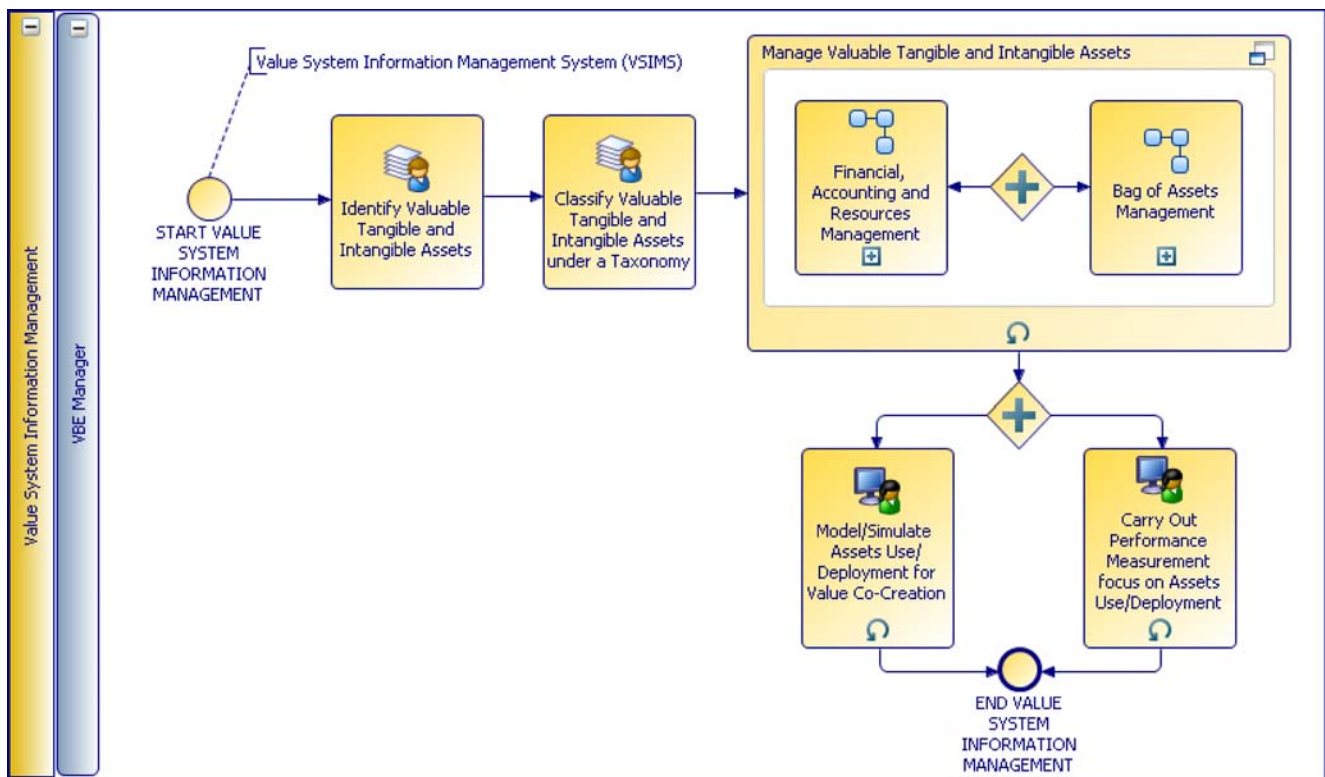 Value System Information Management
VBE Manager
Value System Information Management System (VSIMS)
START VALUE
SYSTEM
INFORMATION
MANAGEMENT
Identify Valuable
Tangible and
Intangible Assets
Classify Valuable
Tangible and
Intangible Assets
under a Taxonomy
Manage Valuable Tangible and Intangible Assets
Financial,
Accounting and
Resources
Management
Bag of Assets
Management
Model/Simulate
Assets Use/
Deployment for
Value Co-Creation
Carry Out
Performance
Measurement
focus on Assets
Use/Deployment
END VALUE
SYSTEM
INFORMATION
MANAGEMENT